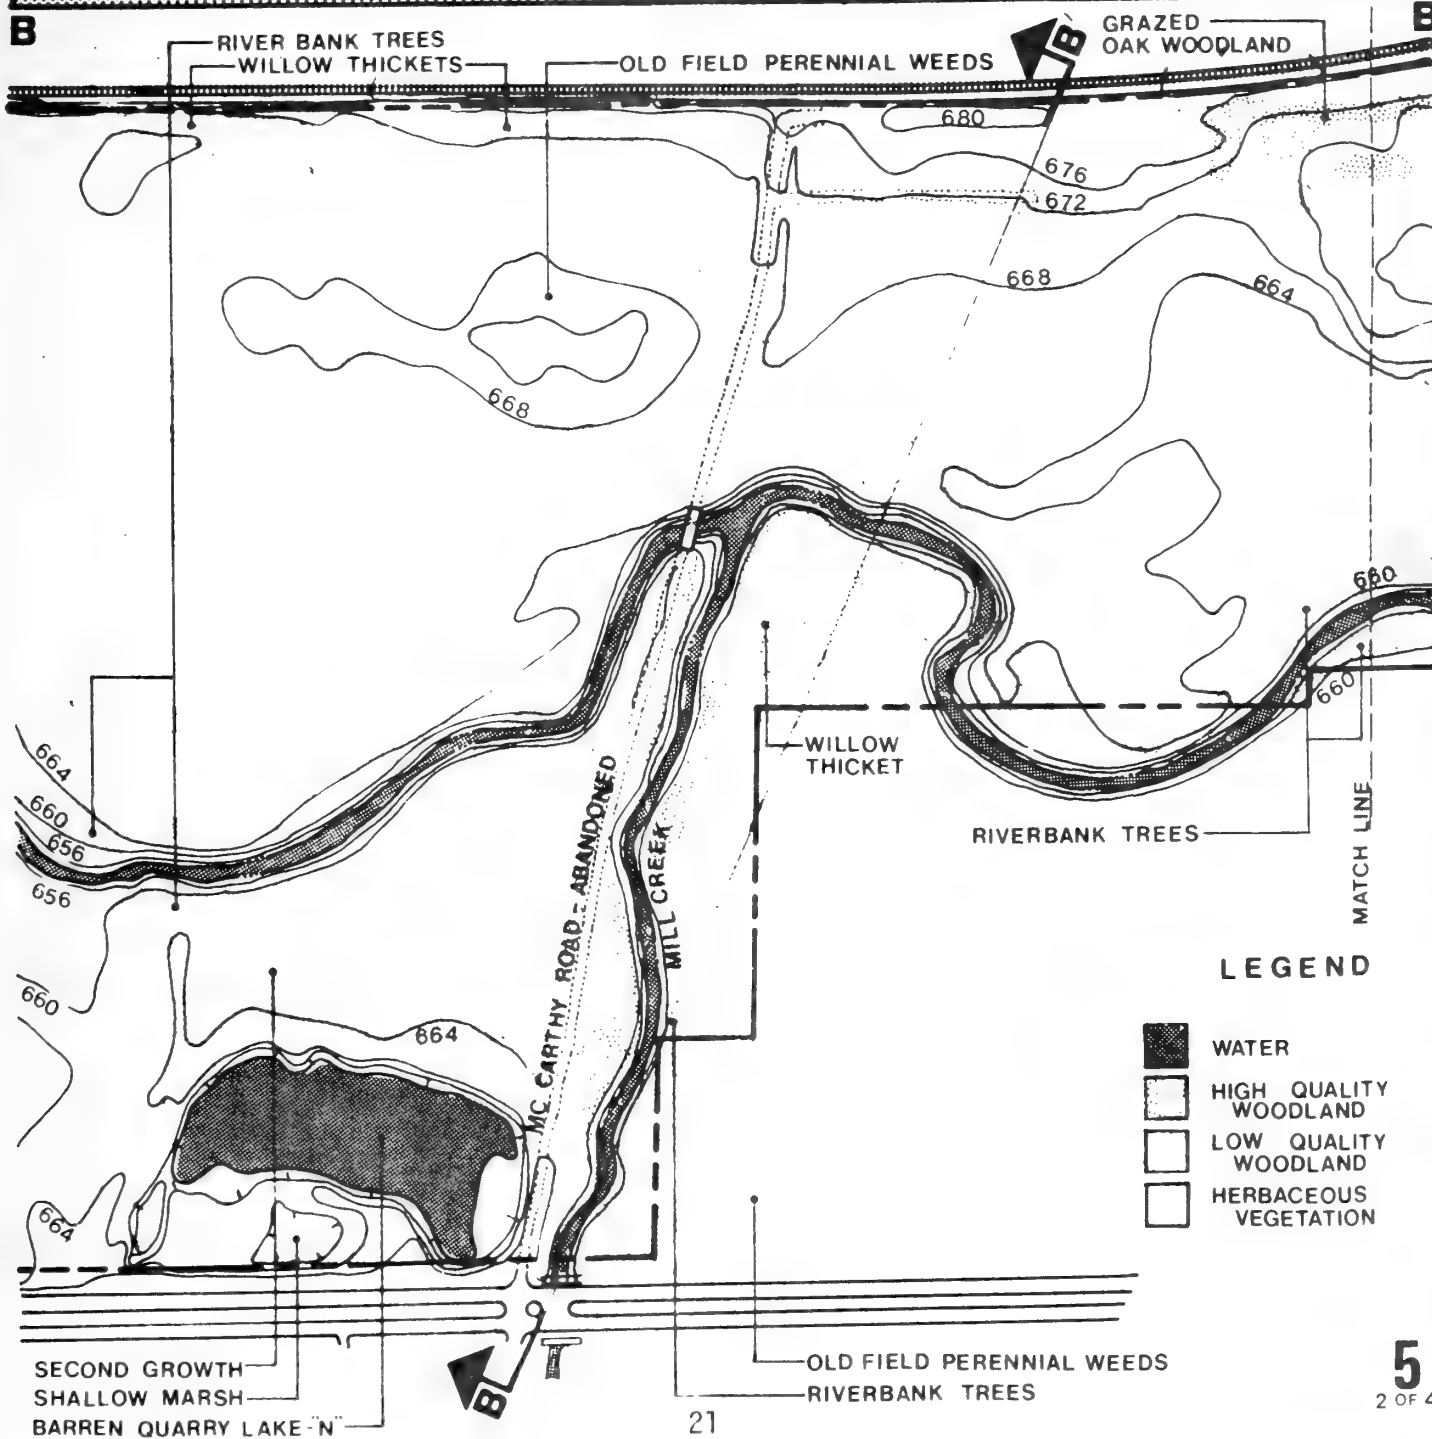 B
B
RIVER BANK TREES
WILLOW THICKETS
OLD FIELD PERENNIAL WEEDS
B
GRAZED
OAK WOODLAND
680
676
672
668
664
668
660
660
WILLOW
THICKET
RIVERBANK TREES
MATCH LINE
664
660
656
656
660
MC CARTHY ROAD - ABANDONED
MILL CREEK
664
664
LEGEND
WATER
HIGH QUALITY
WOODLAND
LOW QUALITY
WOODLAND
HERBACEOUS
VEGETATION
SECOND GROWTH
SHALLOW MARSH
BARREN QUARRY LAKE-"N"
B
OLD FIELD PERENNIAL WEEDS
RIVERBANK TREES
21
5
2 OF 4